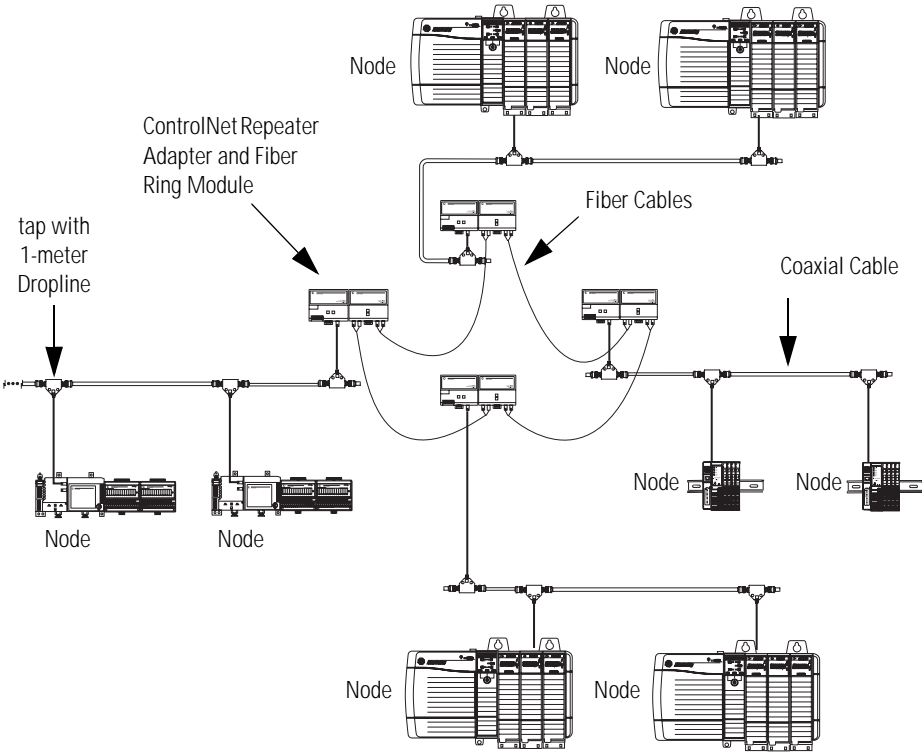 Node
Node
ControlNet Repeater
Adapter and Fiber
Ring Module
Fiber Cables
tap with
1-meter
Dropline
Coaxial Cable
Node
Node
Node
Node
Node
Node